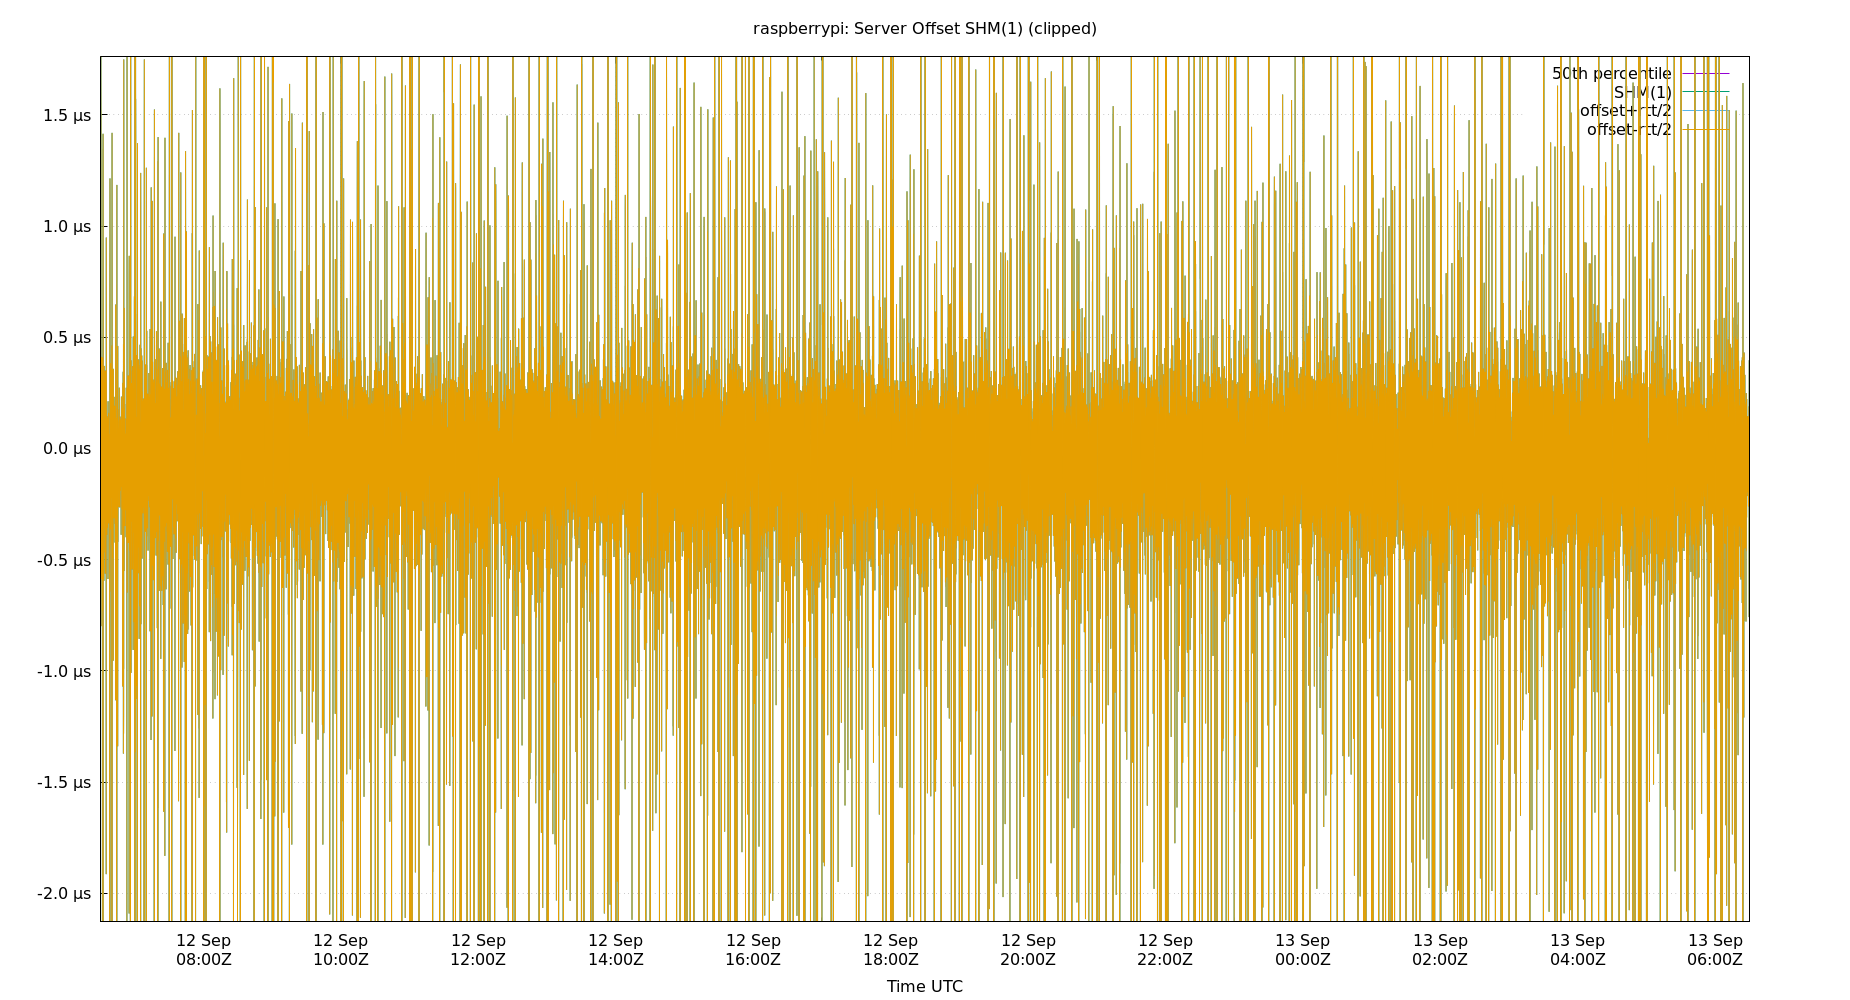 raspberrypi: Server Offset SHM(1) (clipped)
50th percentile
SHM(1)
offset+rtt/2
offset-rtt/2
1.5 µs
1.0 µs
0.5 µs
0.0 µs
-0.5 µs
-1.0 µs
-1.5 µs
-2.0 µs
12 Sep 12 Sep 12 Sep 12 Sep 12 Sep 12 Sep 12 Sep 12 Sep 13 Sep 13 Sep 13 Sep 13 Sep
08:00Z 10:00Z 12:00Z 14:00Z 16:00Z 18:00Z 20:00Z 22:00Z 00:00Z 02:00Z 04:00Z 06:00Z
Time UTC